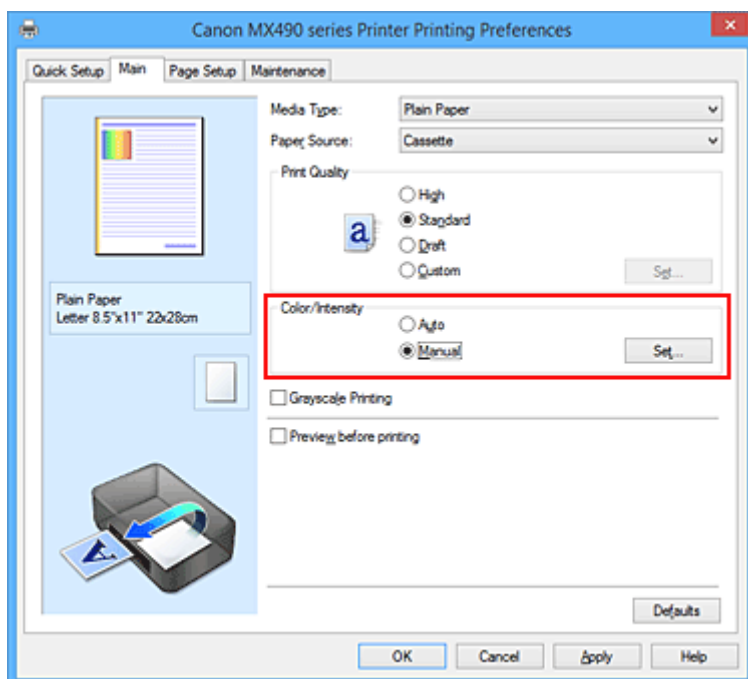 Canon MX490 series Printer Printing Preferences
x
Quick Setup Main Page Setup Maintenance
Media Type: Plain Paper
Paper Source: Cassette
Print Quality
High
a
Standard
Draft
Custom Set...
Plain Paper
Letter 8.5"x11" 22x28cm
Color/Intensity
Auto
Manual Set...
Grayscale Printing
Preview before printing
A
Defaults
OK Cancel Apply Help